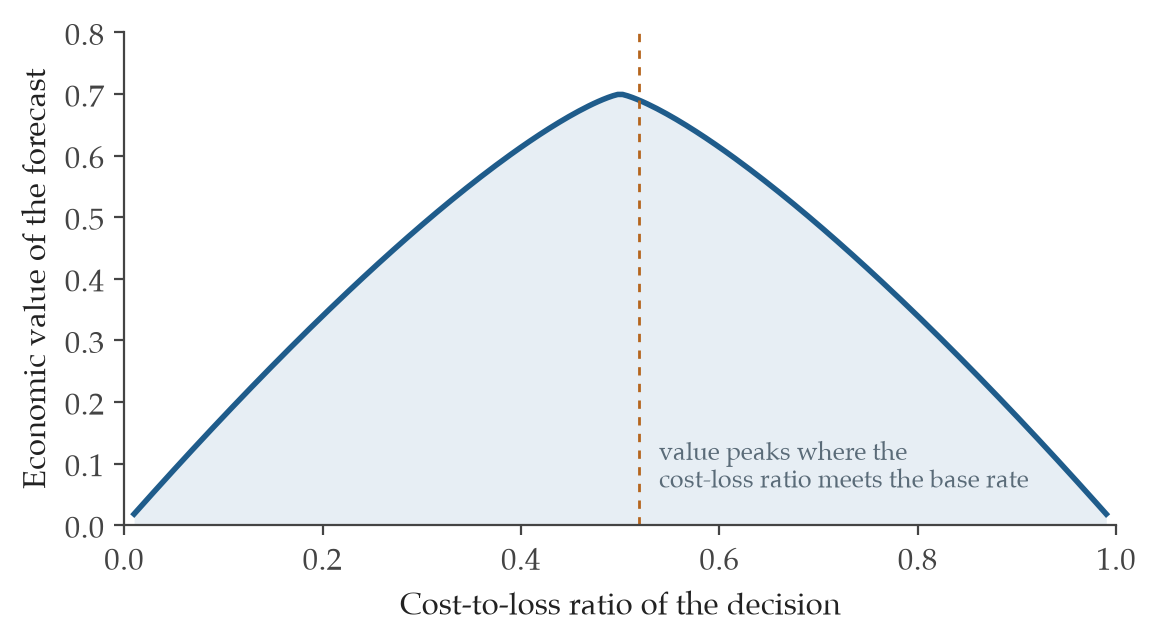 0.8
0.7
0.6
0.5
0.4
0.3
0.2
0.1
0.0
Economic value of the forecast
value peaks where the
cost-loss ratio meets the base rate
0.0 0.2 0.4 0.6 0.8 1.0
Cost-to-loss ratio of the decision